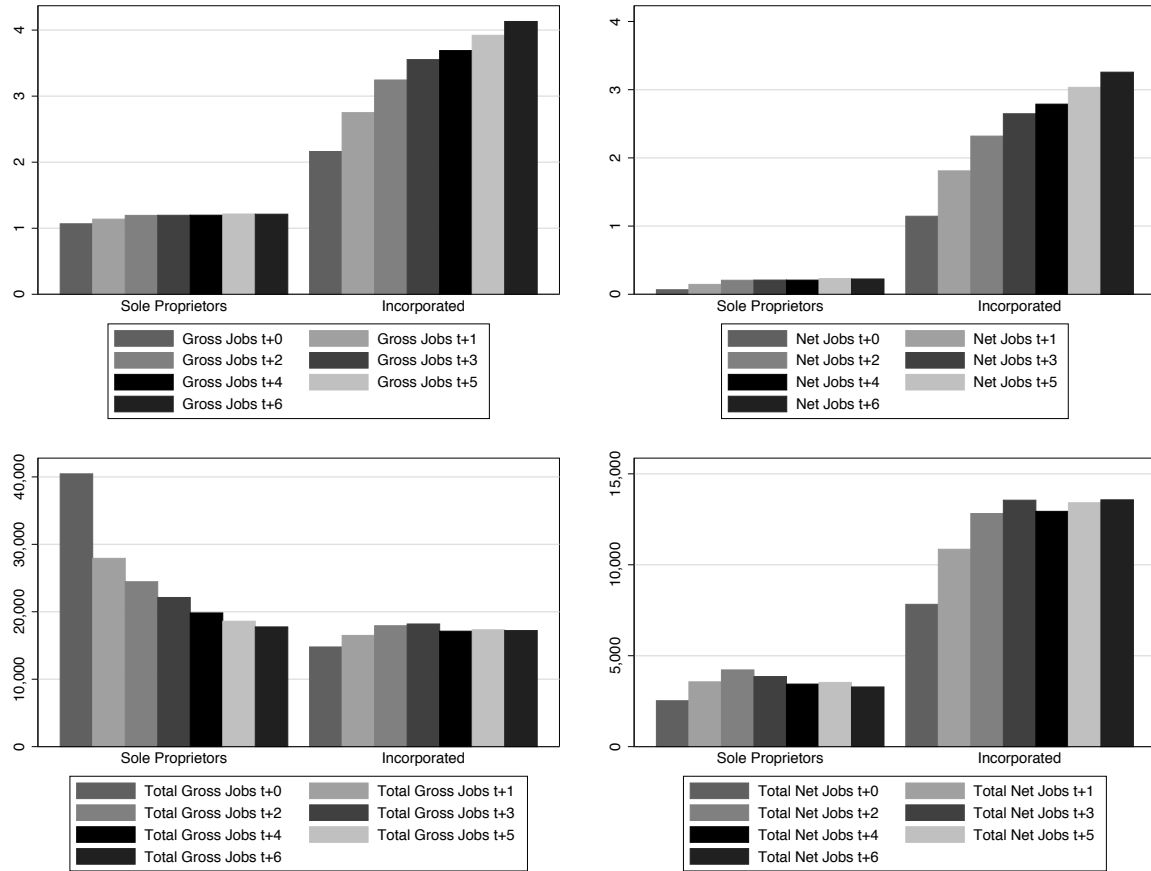 4
3
2
1
0
Sole Proprietors Incorporated
Gross Jobs t+0 Gross Jobs t+1
Gross Jobs t+2 Gross Jobs t+3
Gross Jobs t+4 Gross Jobs t+5
Gross Jobs t+6
4
3
2
1
0
Sole Proprietors Incorporated
Net Jobs t+0 Net Jobs t+1
Net Jobs t+2 Net Jobs t+3
Net Jobs t+4 Net Jobs t+5
Net Jobs t+6
40,000
30,000
20,000
10,000
0
Sole Proprietors Incorporated
Total Gross Jobs t+0 Total Gross Jobs t+1
Total Gross Jobs t+2 Total Gross Jobs t+3
Total Gross Jobs t+4 Total Gross Jobs t+5
Total Gross Jobs t+6
15,000
10,000
5,000
0
Sole Proprietors Incorporated
Total Net Jobs t+0 Total Net Jobs t+1
Total Net Jobs t+2 Total Net Jobs t+3
Total Net Jobs t+4 Total Net Jobs t+5
Total Net Jobs t+6